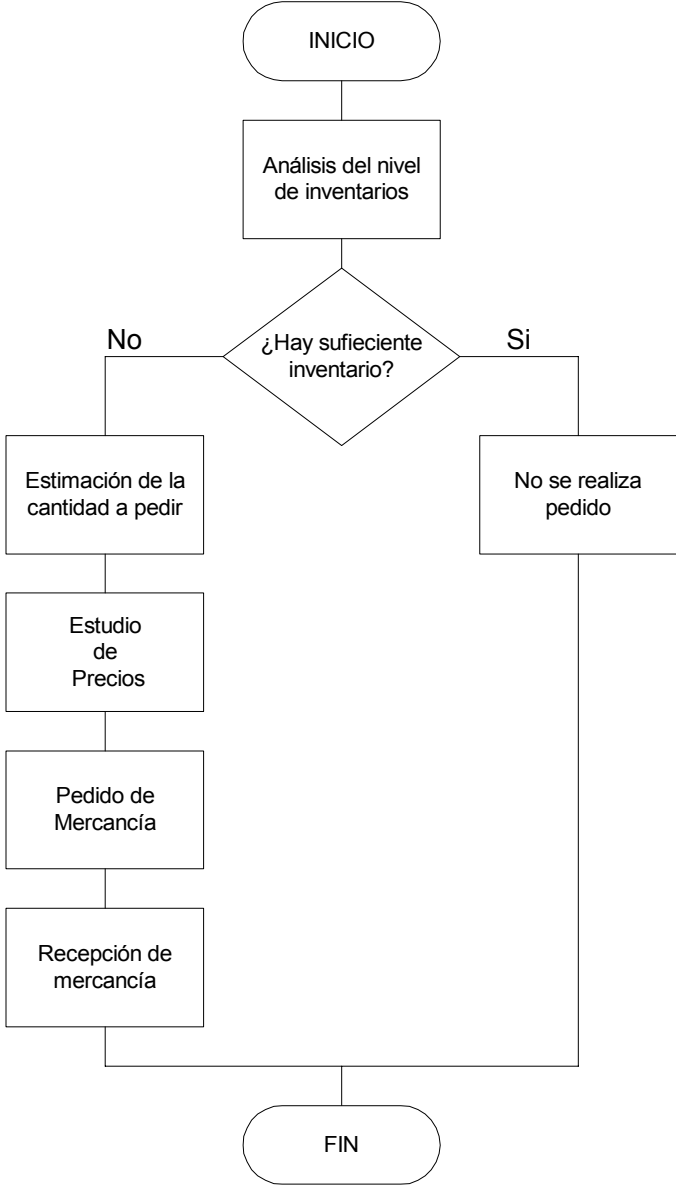 INICIO
Análisis del nivel
de inventarios
¿Hay sufieciente
inventario?
No
Si
Estimación de la
cantidad a pedir
No se realiza
pedido
Estudio
de
Precios
Pedido de
Mercancía
Recepción de
mercancía
FIN